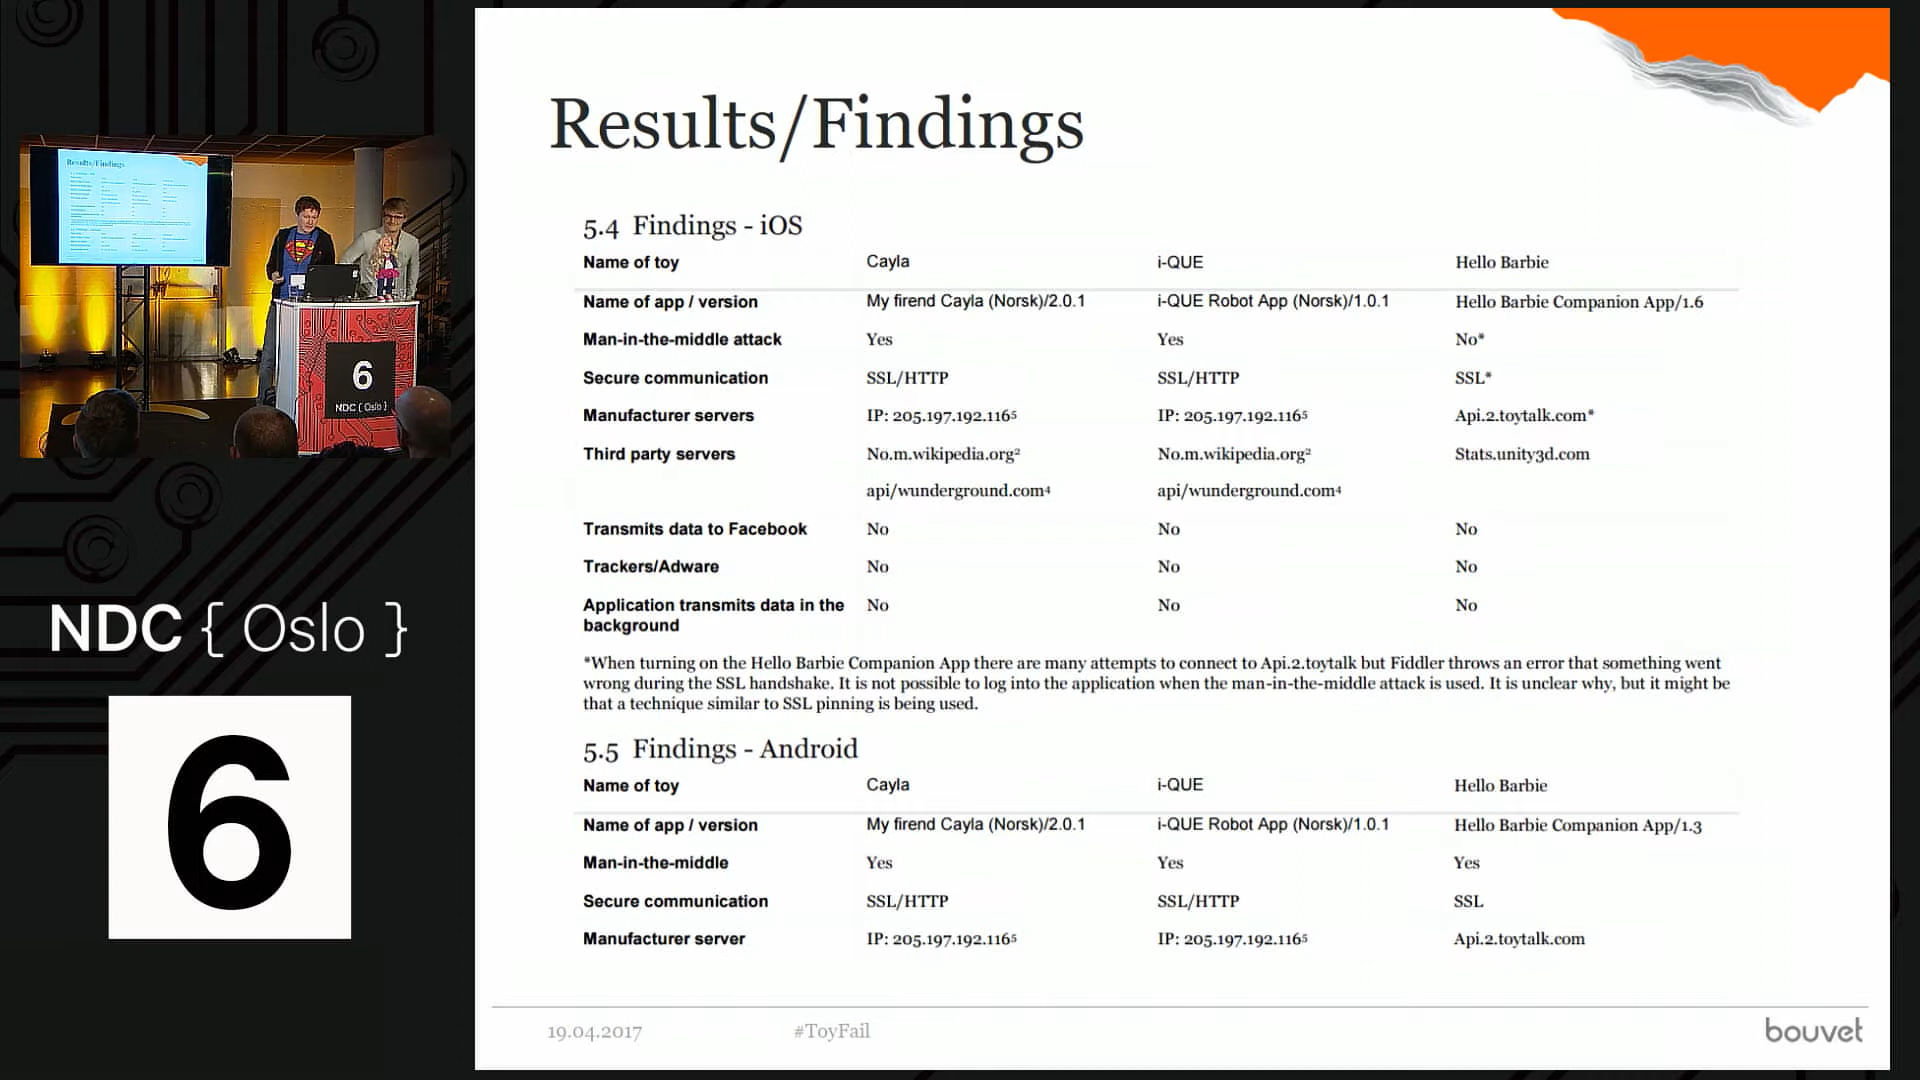 Results/Findings
5.4 Findings - iOS
Name of toy Cayla i-QUE Hello Barbie
Name of app / version My firend Cayla (Norsk)/2.0.1 i-QUE Robot App (Norsk)/1.0.1 Hello Barbie Companion App/1.6
Man-in-the-middle attack Yes Yes No*
Secure communication SSL/HTTP SSL/HTTP SSL*
Manufacturer servers IP: 205.197.192.116⁵ IP: 205.197.192.116⁵ Api.2.toytalk.com*
Third party servers No.m.wikipedia.org² No.m.wikipedia.org² Stats.unity3d.com
api/wunderground.com⁴ api/wunderground.com⁴
Transmits data to Facebook No No No
Trackers/Adware No No No
Application transmits data in the No No No
background
*When turning on the Hello Barbie Companion App there are many attempts to connect to Api.2.toytalk but Fiddler throws an error that something went
wrong during the SSL handshake. It is not possible to log into the application when the man-in-the-middle attack is used. It is unclear why, but it might be
that a technique similar to SSL pinning is being used.
5.5 Findings - Android
Name of toy Cayla i-QUE Hello Barbie
Name of app / version My firend Cayla (Norsk)/2.0.1 i-QUE Robot App (Norsk)/1.0.1 Hello Barbie Companion App/1.3
Man-in-the-middle Yes Yes Yes
Secure communication SSL/HTTP SSL/HTTP SSL
Manufacturer server IP: 205.197.192.116⁵ IP: 205.197.192.116⁵ Api.2.toytalk.com
19.04.2017 #ToyFail bouvet
Results/Findings
6
NDC { Oslo }
NDC { Oslo }
6